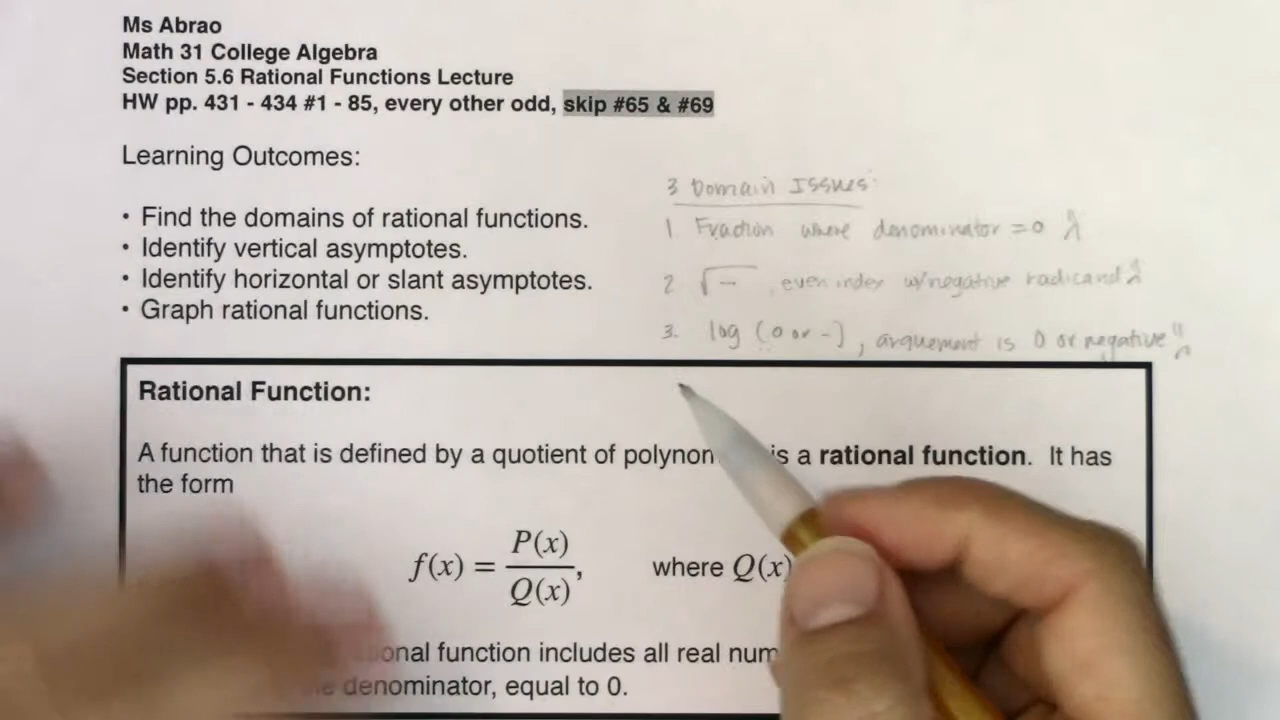 Ms Abrao
Math 31 College Algebra
Section 5.6 Rational Functions Lecture
HW pp. 431 - 434 #1 - 85, every other odd, skip #65 & #69
Learning Outcomes:
• Find the domains of rational functions.
• Identify vertical asymptotes.
• Identify horizontal or slant asymptotes.
• Graph rational functions.
3 Domain Issues:
1. Fraction where denominator = 0
2 √− , even index w/negative radicand
3. log (0 or −), arguement is 0 or negative
Rational Function:
A function that is defined by a quotient of is a rational function. It has
the form
f(x) = P(x)/Q(x), where Q(x)
function includes all real
denominator, equal to 0.